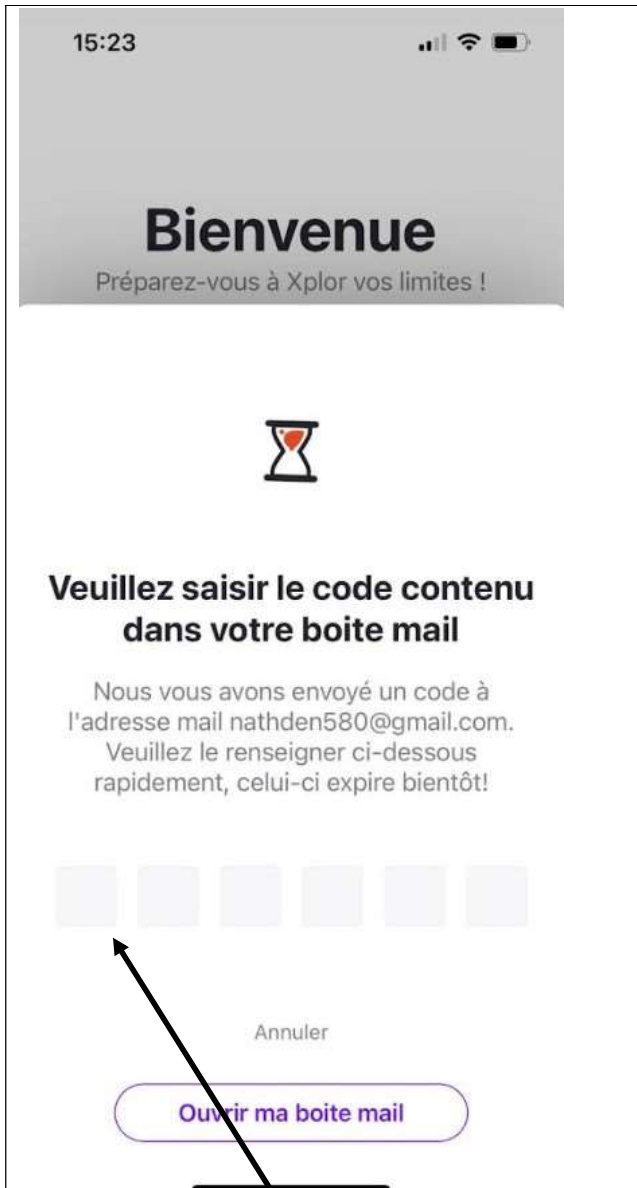 15:23
Bienvenue
Préparez-vous à Xplor vos limites !
Veuillez saisir le code contenu
dans votre boite mail
Nous vous avons envoyé un code à
l'adresse mail nathden580@gmail.com.
Veuillez le renseigner ci-dessous
rapidement, celui-ci expire bientôt!
Annuler
Ouvrir ma boite mail